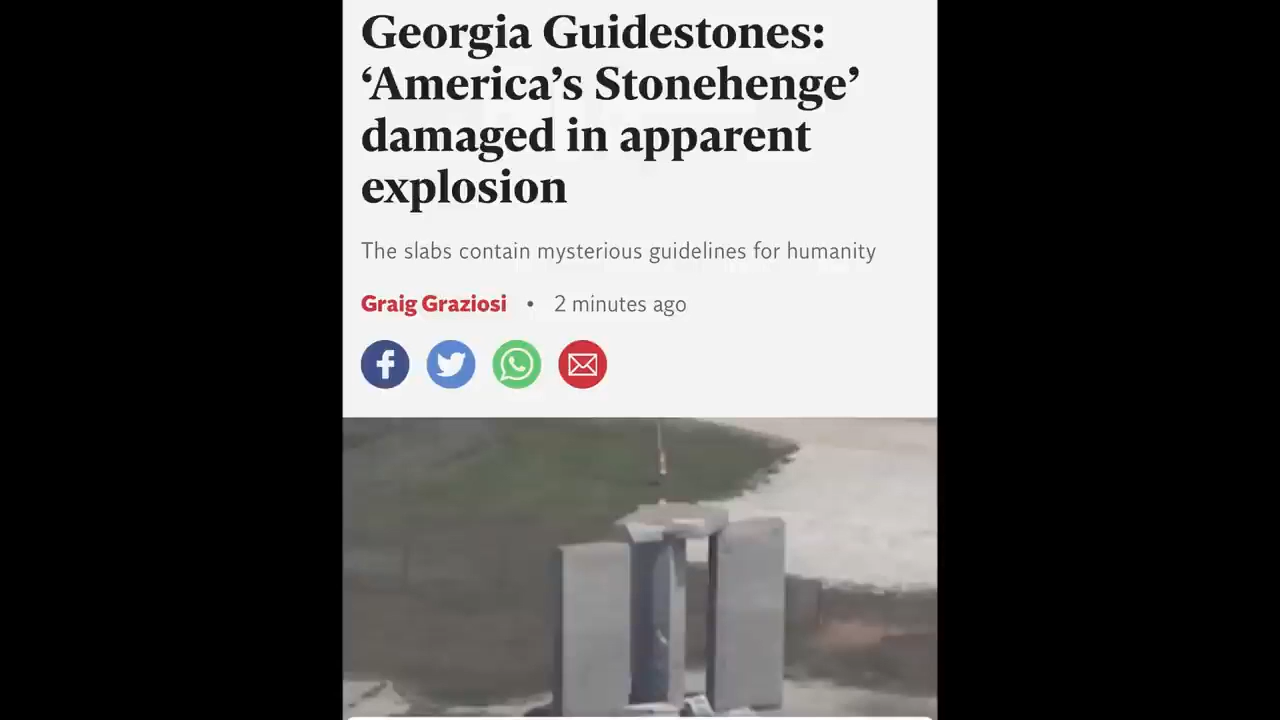 Georgia Guidestones:
‘America’s Stonehenge’
damaged in apparent
explosion
The slabs contain mysterious guidelines for humanity
Graig Graziosi • 2 minutes ago